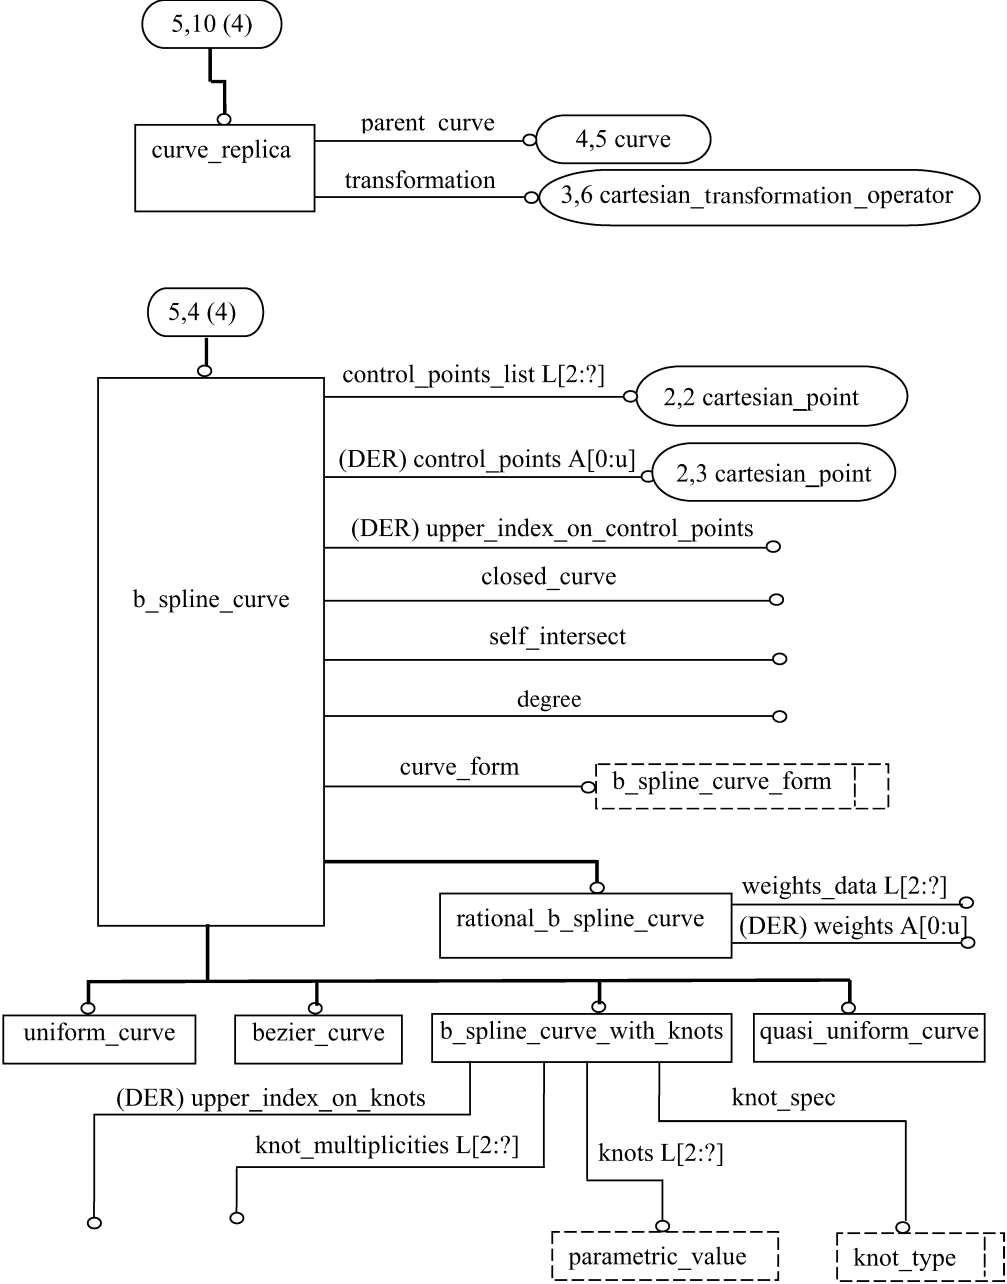 5,10 (4)
parent_curve
curve_replica
4,5 curve
transformation
3,6 cartesian_transformation_operator
5,4 (4)
control_points_list L[2:?]
2,2 cartesian_point
(DER) control_points A[0:u]
2,3 cartesian_point
(DER) upper_index_on_control_points
closed_curve
b_spline_curve
self_intersect
degree
curve_form
b_spline_curve_form
weights_data L[2:?]
rational_b_spline_curve
(DER) weights A[0:u]
uniform_curve
bezier_curve
b_spline_curve_with_knots
quasi_uniform_curve
(DER) upper_index_on_knots
knot_spec
knot_multiplicities L[2:?]
knots L[2:?]
parametric_value
knot_type